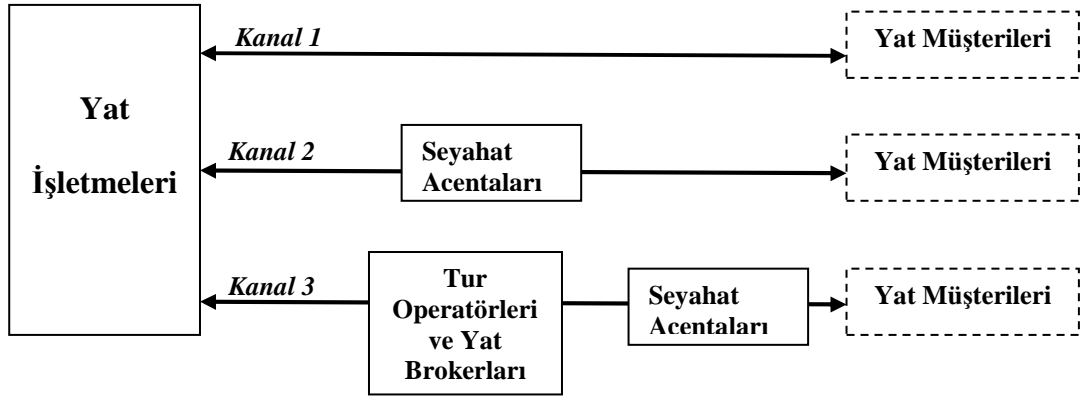 Yat
İşletmeleri
Kanal 1
Yat Müşterileri
Kanal 2
Seyahat
Acentaları
Yat Müşterileri
Kanal 3
Tur
Operatörleri
ve Yat
Brokerları
Seyahat
Acentaları
Yat Müşterileri